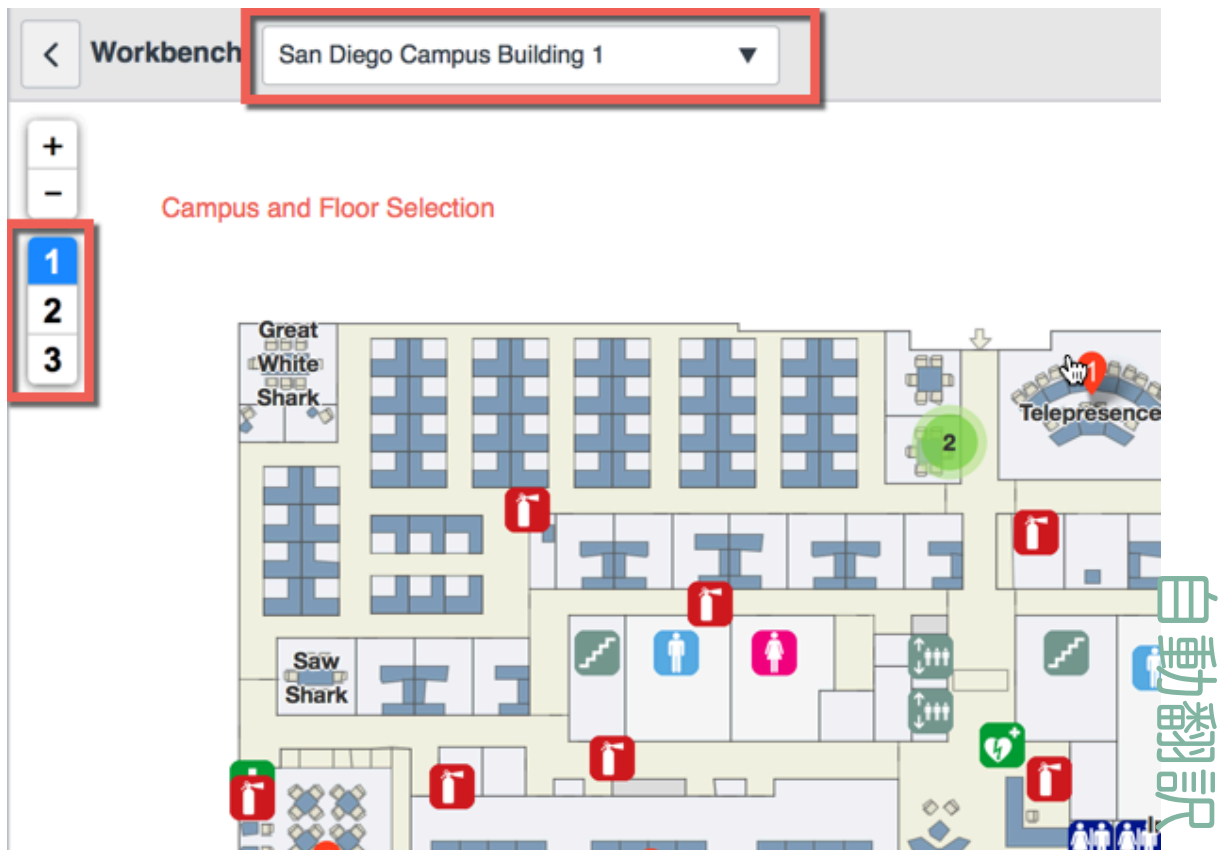 Workbench
San Diego Campus Building 1
+
−
Campus and Floor Selection
1
2
3
Great
White
Shark
1
Telepresence
2
Saw
Shark
自動翻訳